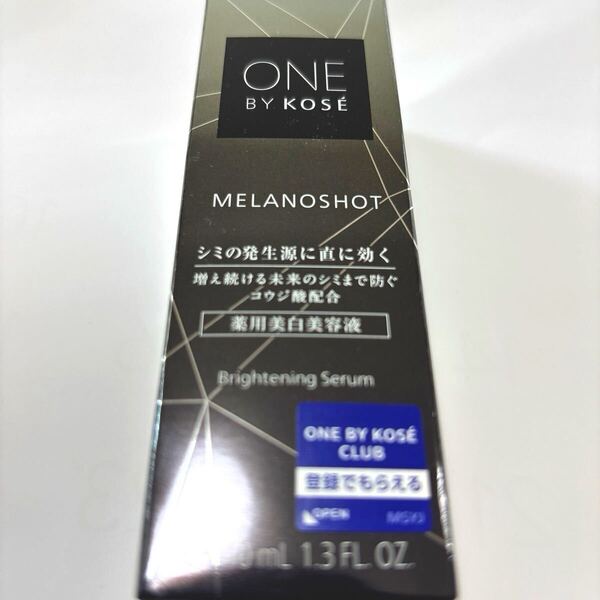 ONE
BY KOSÉ
MELANOSHOT
シミの発生源に直に効く
増え続ける未来のシミまで防ぐ
コウジ酸配合
薬用美白美容液
Brightening Serum
ONE BY KOSÉ
CLUB
登録でもらえる
OPEN
mL 1.3 FL. OZ.